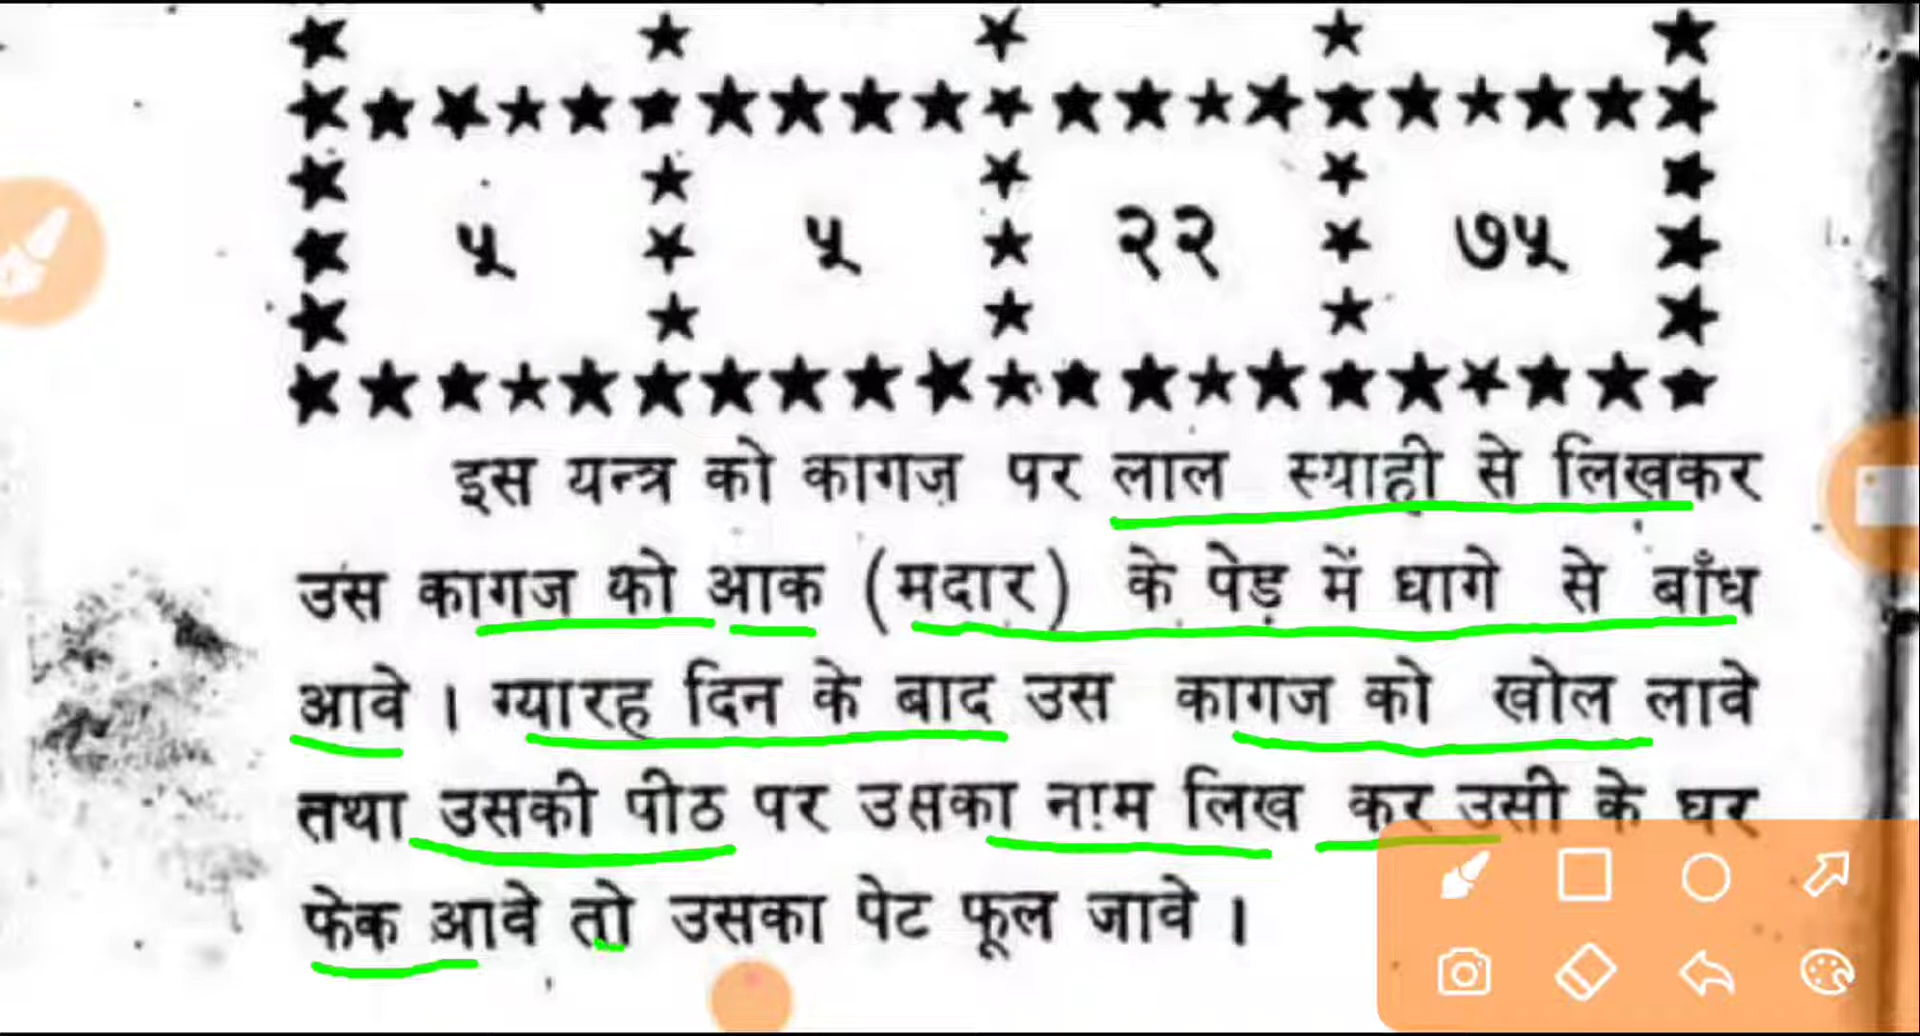 ५ ५ २२ ७५
इस यन्त्र को कागज़ पर लाल स्याही से लिखकर
उस कागज को आक (मदार) के पेड़ में धागे से बाँध
आवे । ग्यारह दिन के बाद उस कागज को खोल लावे
तथा उसकी पीठ पर उसका नाम लिख कर उसी के घर
फेक आवे तो उसका पेट फूल जावे ।